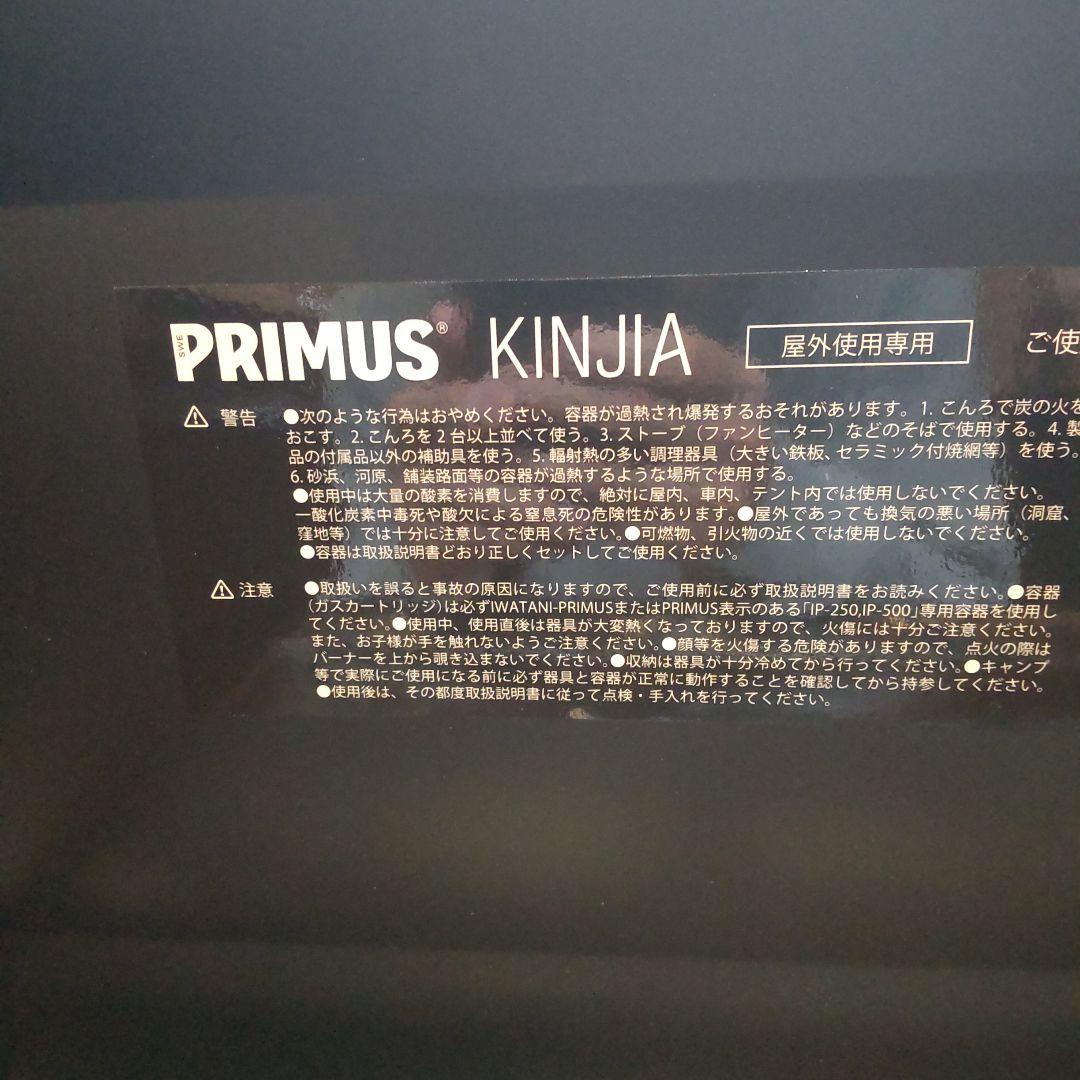 SWE
PRIMUS® KINJIA 屋外使用専用 ご使
警告 ●次のような行為はおやめください。容器が過熱され爆発するおそれがあります。1. こんろで炭の火を
おこす。2. こんろを2台以上並べて使う。3. ストーブ（ファンヒーター）などのそばで使用する。4. 製
品の付属品以外の補助具を使う。5. 輻射熱の多い調理器具（大きい鉄板、セラミック付焼網等）を使う。
6. 砂浜、河原、舗装路面等の容器が過熱するような場所で使用する。
●使用中は大量の酸素を消費しますので、絶対に屋内、車内、テント内では使用しないでください。
一酸化炭素中毒死や酸欠による窒息死の危険性があります。●屋外であっても換気の悪い場所（洞窟、
窪地等）では十分に注意してご使用ください。●可燃物、引火物の近くでは使用しないでください。
●容器は取扱説明書どおり正しくセットしてご使用ください。
注意 ●取扱いを誤ると事故の原因になりますので、ご使用前に必ず取扱説明書をお読みください。●容器
（ガスカートリッジ）は必ずIWATANI-PRIMUSまたはPRIMUS表示のある「IP-250,IP-500」専用容器を使用し
てください。●使用中、使用直後は器具が大変熱くなっておりますので、火傷には十分ご注意ください。
また、お子様が手を触れないようご注意ください。●顔等を火傷する危険がありますので、点火の際は
バーナーを上から覗き込まないでください。●収納は器具が十分冷めてから行ってください。●キャンプ
等で実際にご使用になる前に必ず器具と容器が正常に動作することを確認してから持参してください。
●使用後は、その都度取扱説明書に従って点検・手入れを行ってください。